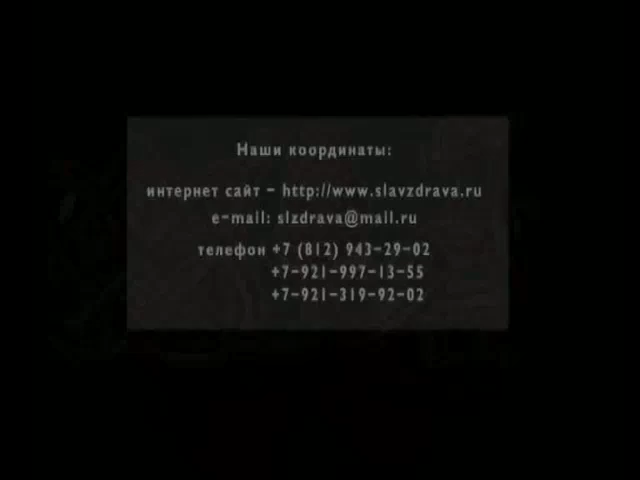 Наши координаты:
интернет сайт - http://www.slavzdrava.ru
e-mail: slzdrava@mail.ru
телефон +7 (812) 943-29-02
+7-921-997-13-55
+7-921-319-92-02